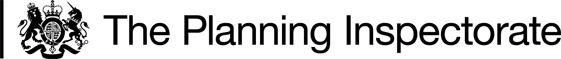 The Planning Inspectorate